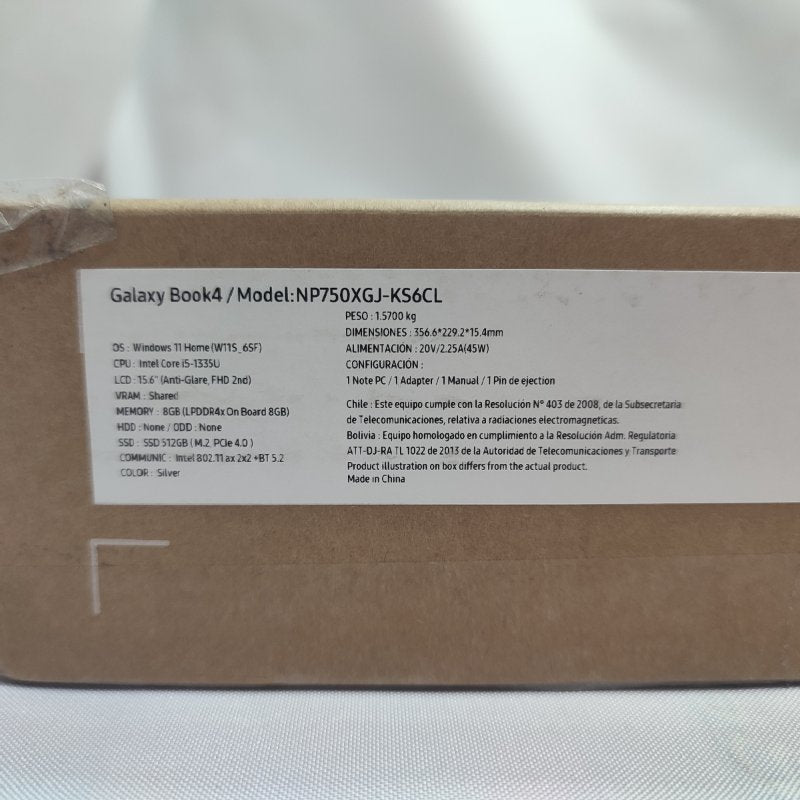 Galaxy Book4 / Model:NP750XGJ-KS6CL
OS : Windows 11 Home (W11S_6SF)
CPU : Intel Core i5-1335U
LCD : 15.6" (Anti-Glare, FHD 2nd)
VRAM : Shared
MEMORY : 8GB (LPDDR4x On Board 8GB)
HDD : None / ODD : None
SSD : SSD 512GB ( M.2, PCIe 4.0 )
COMMUNIC : Intel 802.11 ax 2x2 +BT 5.2
COLOR : Silver
PESO : 1.5700 kg
DIMENSIONES : 356.6*229.2*15.4mm
ALIMENTACIÓN : 20V/2.25A(45W)
CONFIGURACIÓN :
1 Note PC / 1 Adapter / 1 Manual / 1 Pin de ejection
Chile : Este equipo cumple con la Resolución N° 403 de 2008, de la Subsecretaria
de Telecomunicaciones, relativa a radiaciones electromagneticas.
Bolivia : Equipo homologado en cumplimiento a la Resolución Adm. Regulatoria
ATT-DJ-RA TL 1022 de 2013 de la Autoridad de Telecomunicaciones y Transporte
Product illustration on box differs from the actual product.
Made in China